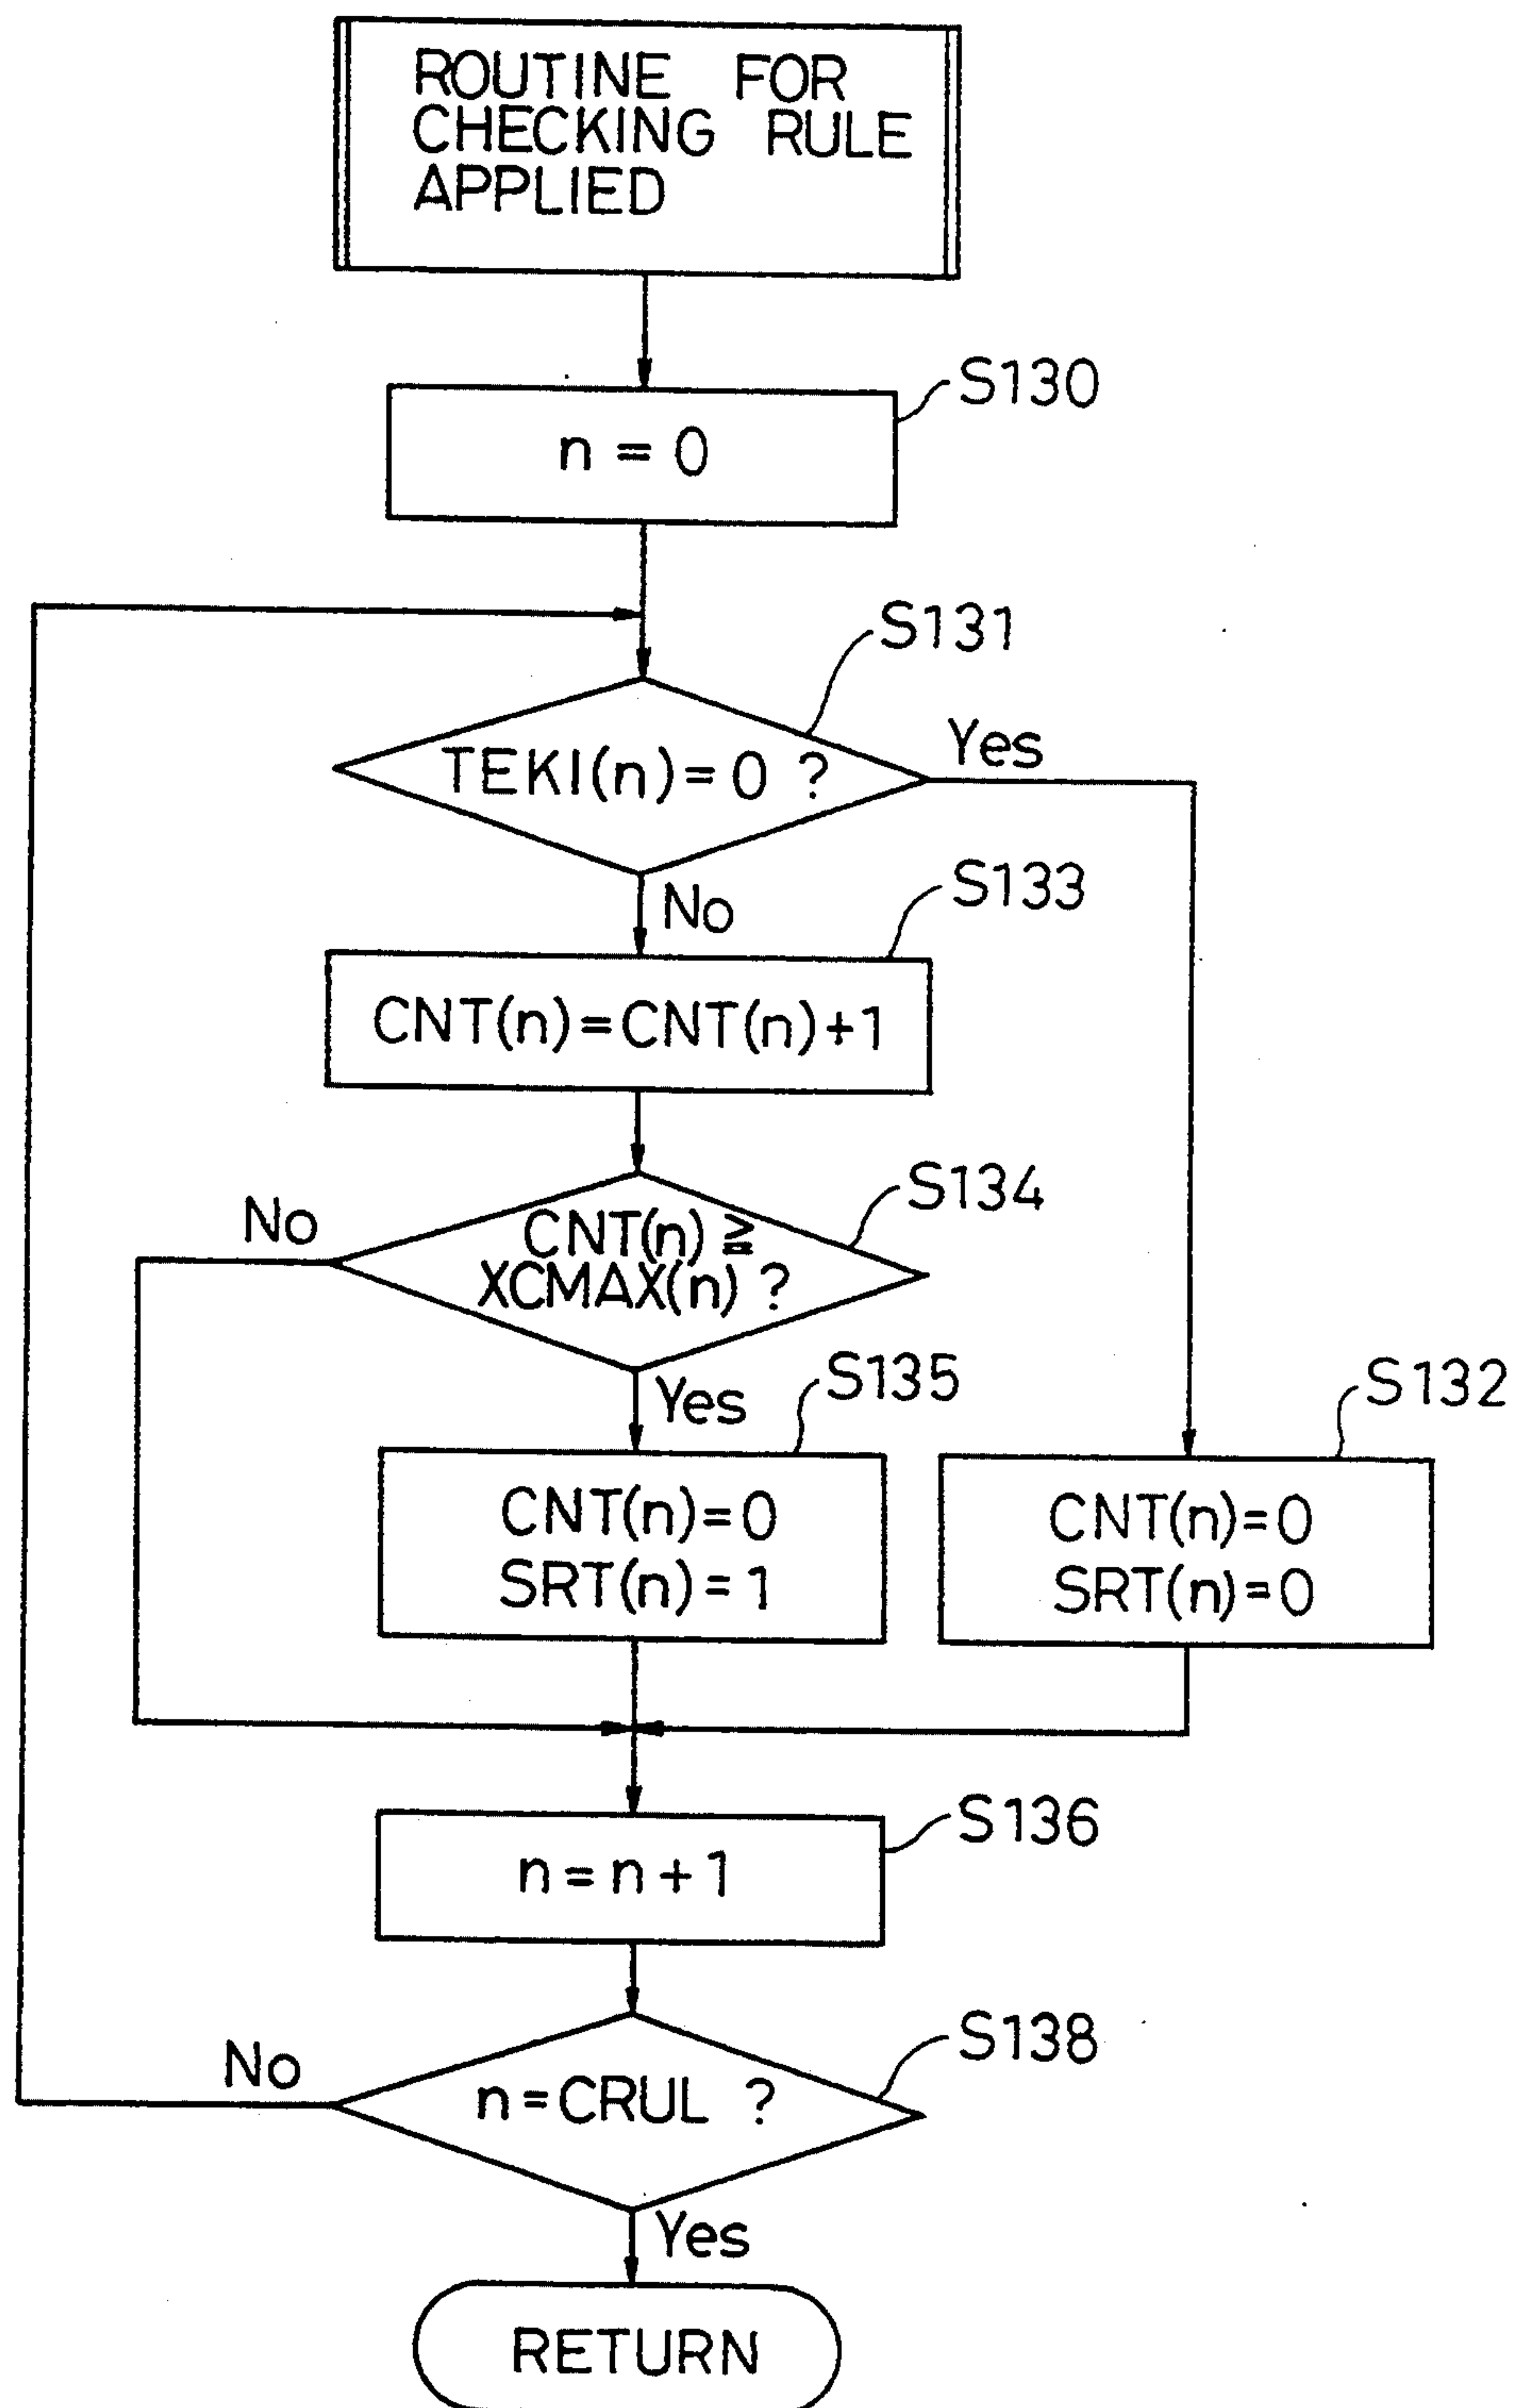 ROUTINE FOR
CHECKING RULE
APPLIED
S130
n = 0
S131
TEKI(n) = 0 ?
Yes
No
S133
CNT(n) = CNT(n) + 1
S134
No
CNT(n) ≧
XCMAX(n) ?
Yes
S135
CNT(n) = 0
SRT(n) = 1
S132
CNT(n) = 0
SRT(n) = 0
S136
n = n + 1
S138
No
n = CRUL ?
Yes
RETURN